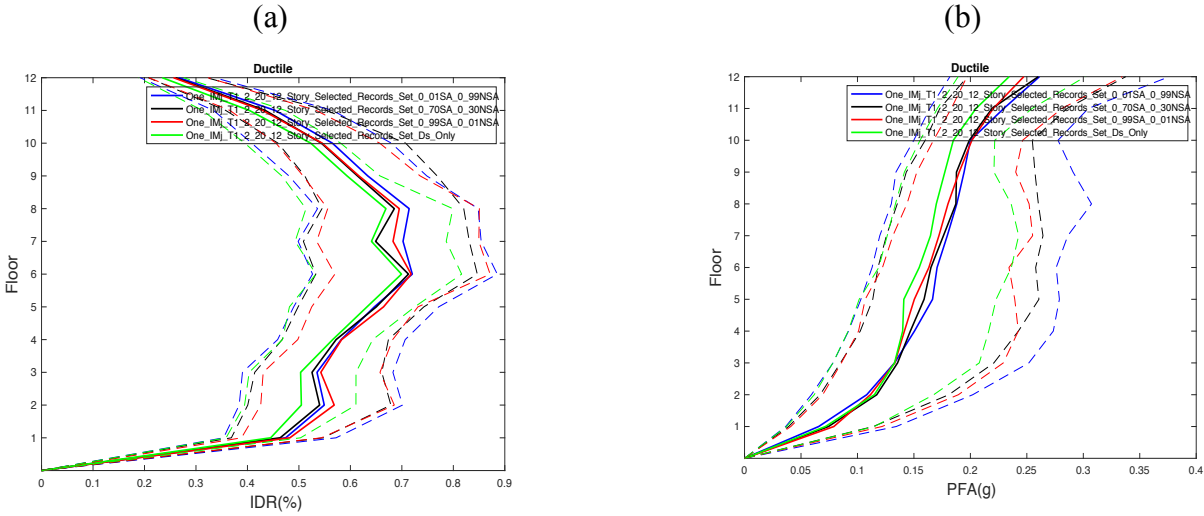 (a)
(b)
Ductile
One_IMj_T1_2_20_12_Story_Selected_Records_Set_0_01SA_0_99NSA
One_IMj_T1_2_20_12_Story_Selected_Records_Set_0_70SA_0_30NSA
One_IMj_T1_2_20_12_Story_Selected_Records_Set_0_99SA_0_01NSA
One_IMj_T1_2_20_12_Story_Selected_Records_Set_Ds_Only
12
11
10
9
8
7
6
5
4
3
2
1
0
Floor
0 0.1 0.2 0.3 0.4 0.5 0.6 0.7 0.8 0.9
IDR(%)
Ductile
One_IMj_T1_2_20_12_Story_Selected_Records_Set_0_01SA_0_99NSA
One_IMj_T1_2_20_12_Story_Selected_Records_Set_0_70SA_0_30NSA
One_IMj_T1_2_20_12_Story_Selected_Records_Set_0_99SA_0_01NSA
One_IMj_T1_2_20_12_Story_Selected_Records_Set_Ds_Only
12
11
10
9
8
7
6
5
4
3
2
1
0
Floor
0 0.05 0.1 0.15 0.2 0.25 0.3 0.35 0.4
PFA(g)